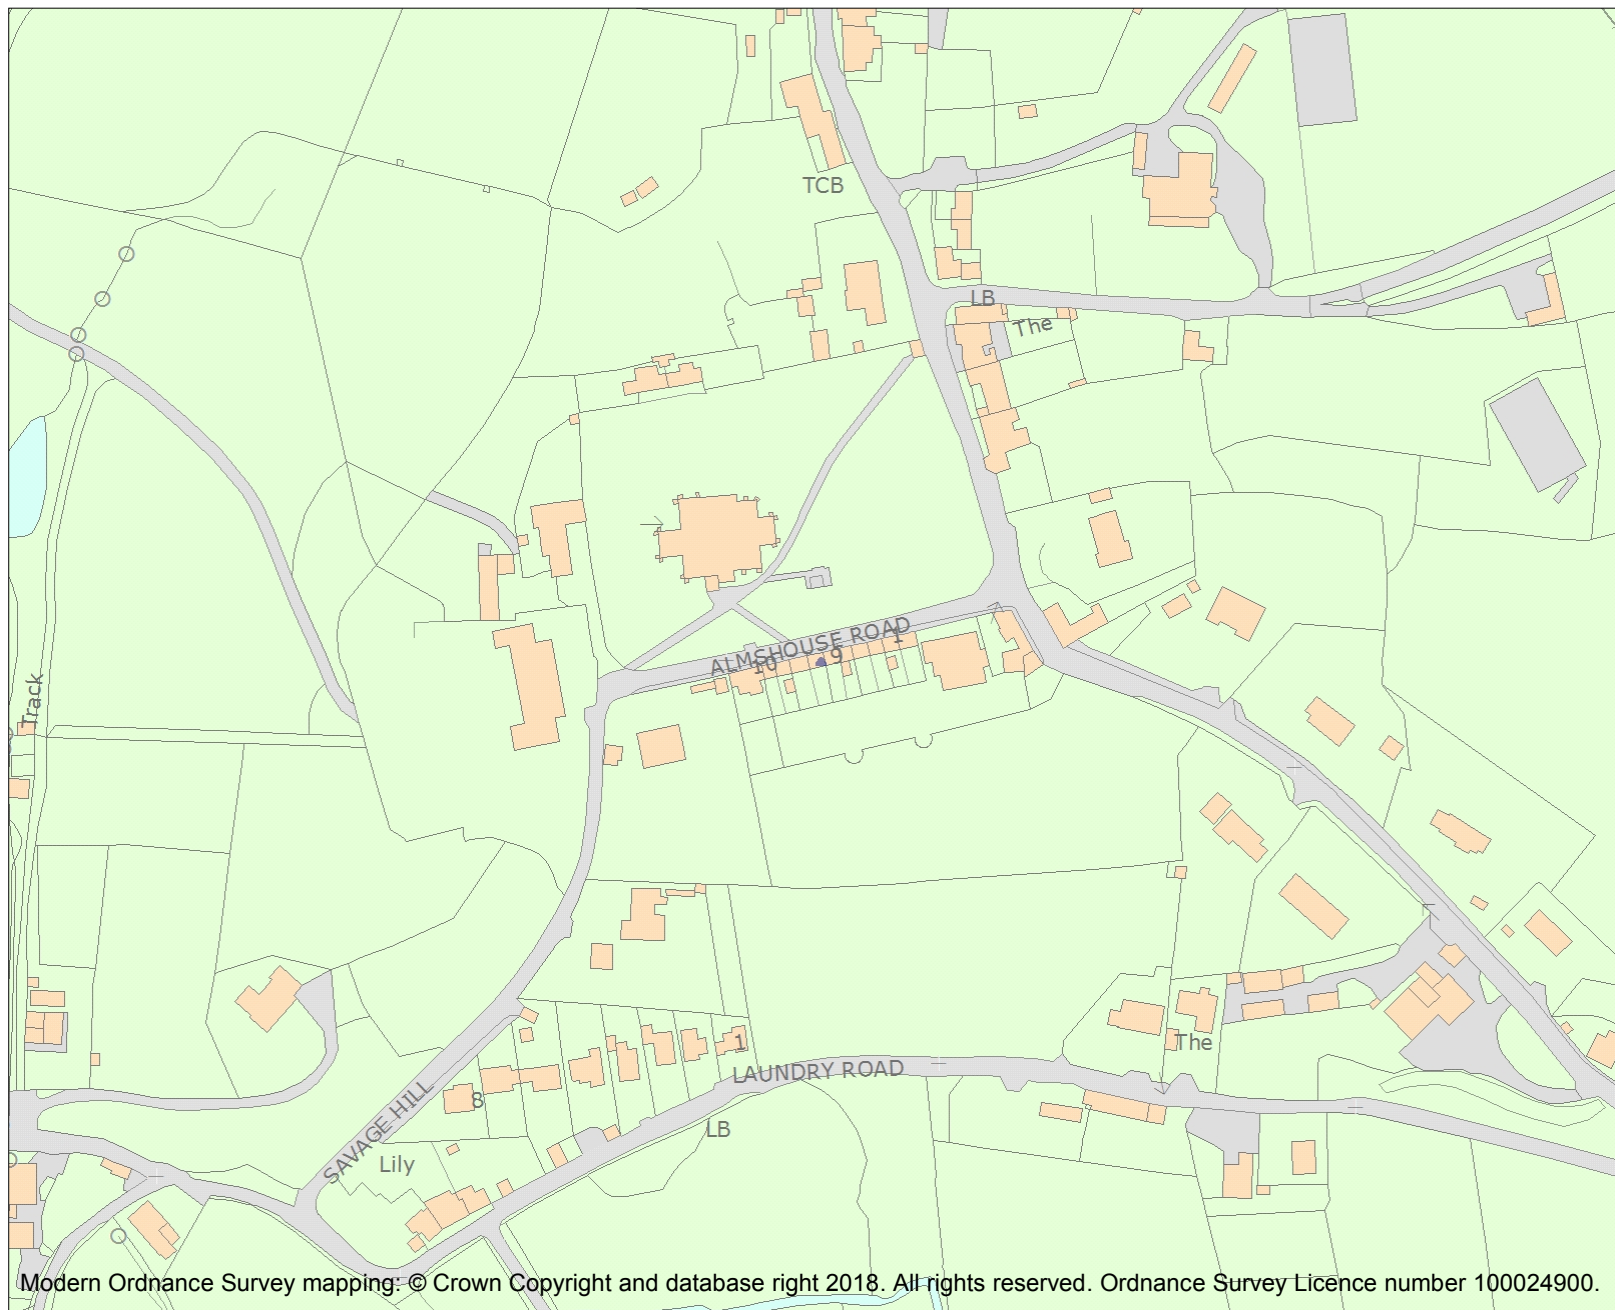 TCB
LB
The
ALMSHOUSE ROAD
1
9
10
Track
The
1
LAUNDRY ROAD
8
SAVAGE HILL
LB
Lily
Modern Ordnance Survey mapping: © Crown Copyright and database right 2018. All rights reserved. Ordnance Survey Licence number 100024900.